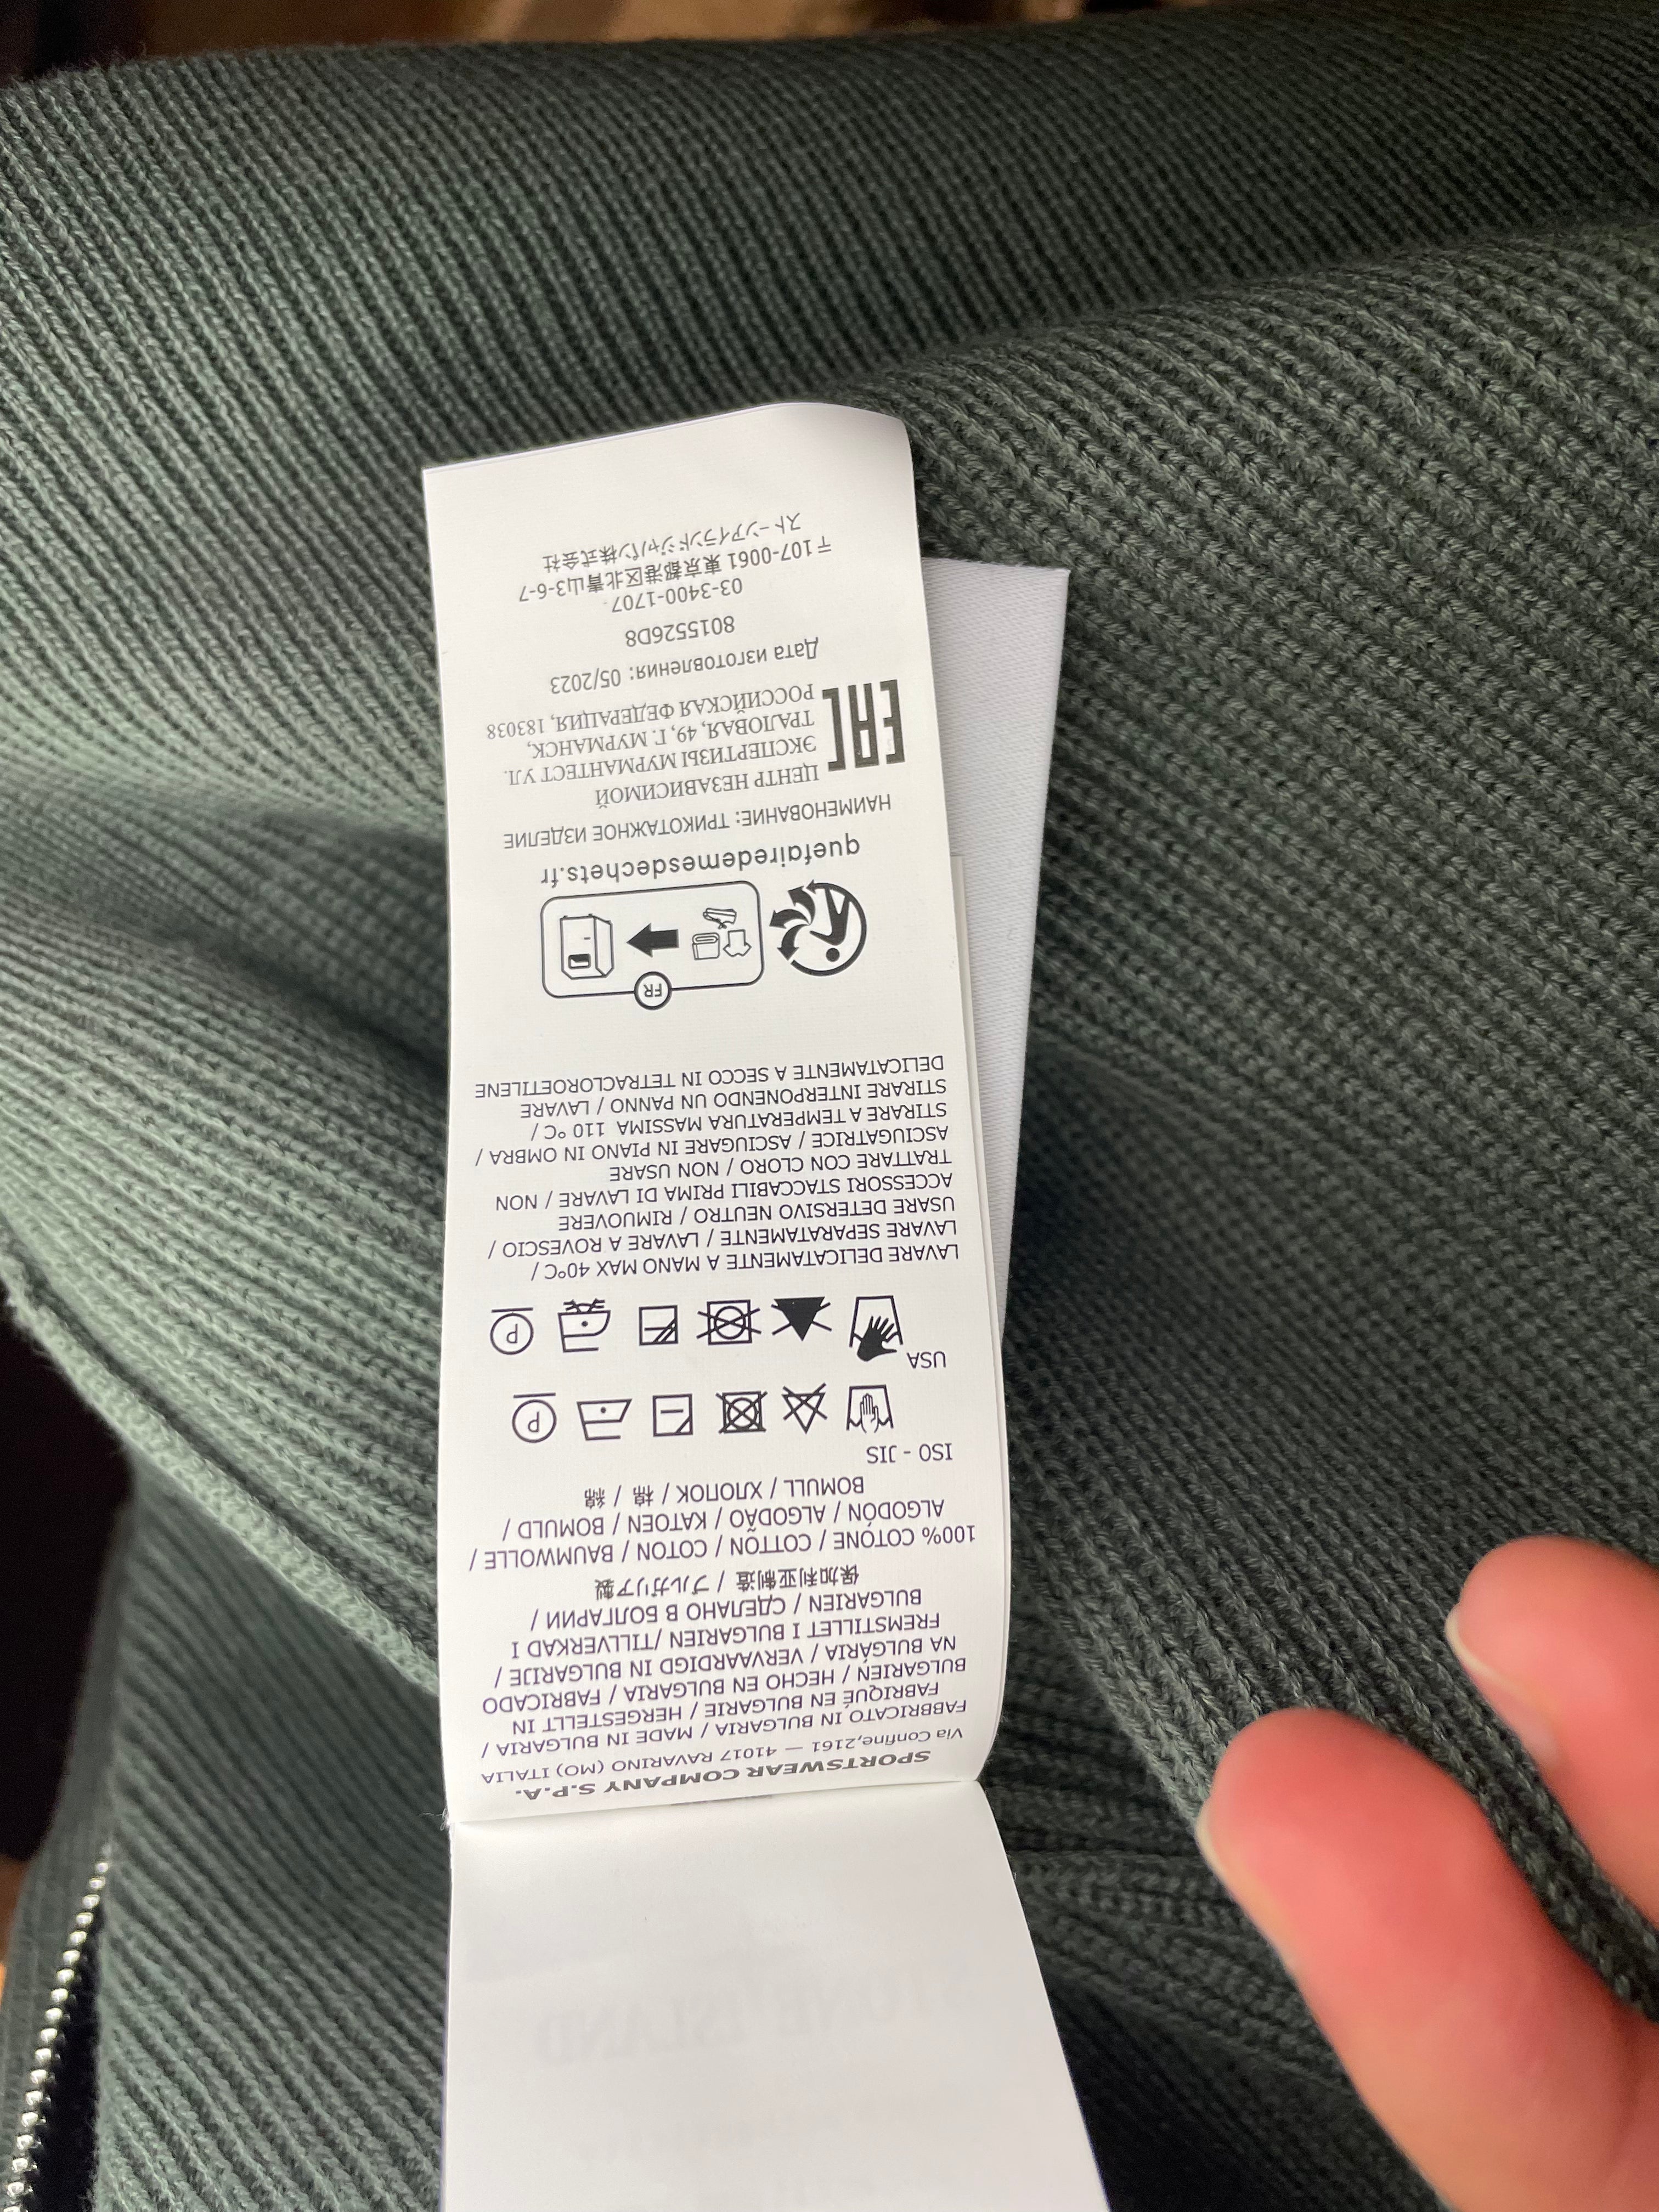 STONE ISLAND
SPORTSWEAR COMPANY S.P.A.
Via Confine,2161 — 41017 RAVARINO (MO) ITALIA
FABBRICATO IN BULGARIA / MADE IN BULGARIA /
FABRIQUÉ EN BULGARIE / HERGESTELLT IN
BULGARIEN / HECHO EN BULGARIA / FABRICADO
NA BULGÁRIA / VERVAARDIGD IN BULGARIJE /
FREMSTILLET I BULGARIEN /TILLVERKAD I
BULGARIEN / СДЕЛАНО В БОЛГАРИИ /
保加利亚制造 / ブルガリア製
100% COTONE / COTTON / COTON / BAUMWOLLE /
ALGODÓN / ALGODÃO / KATOEN / BOMULD /
BOMULL / ХЛОПОК / 棉 / 綿
ISO - JIS
P
USA
P
LAVARE DELICATAMENTE A MANO MAX 40°C /
LAVARE SEPARATAMENTE / LAVARE A ROVESCIO /
USARE DETERSIVO NEUTRO / RIMUOVERE
ACCESSORI STACCABILI PRIMA DI LAVARE / NON
TRATTARE CON CLORO / NON USARE
ASCIUGATRICE / ASCIUGARE IN PIANO IN OMBRA /
STIRARE A TEMPERATURA MASSIMA 110 °C /
STIRARE INTERPONENDO UN PANNO / LAVARE
DELICATAMENTE A SECCO IN TETRACLOROETILENE
FR
quefairedemesdechets.fr
НАИМЕНОВАНИЕ: ТРИКОТАЖНОЕ ИЗДЕЛИЕ
EAC
ЦЕНТР НЕЗАВИСИМОЙ
ЭКСПЕРТИЗЫ МУРМАНТЕСТ УЛ.
ТРАЛОВАЯ, 49, Г. МУРМАНСК,
РОССИЙСКАЯ ФЕДЕРАЦИЯ, 183038
Дата изготовления: 05/2023
8015526D8
03-3400-1707
〒107-0061 東京都港区北青山3-6-7
ストーンアイランドジャパン株式会社